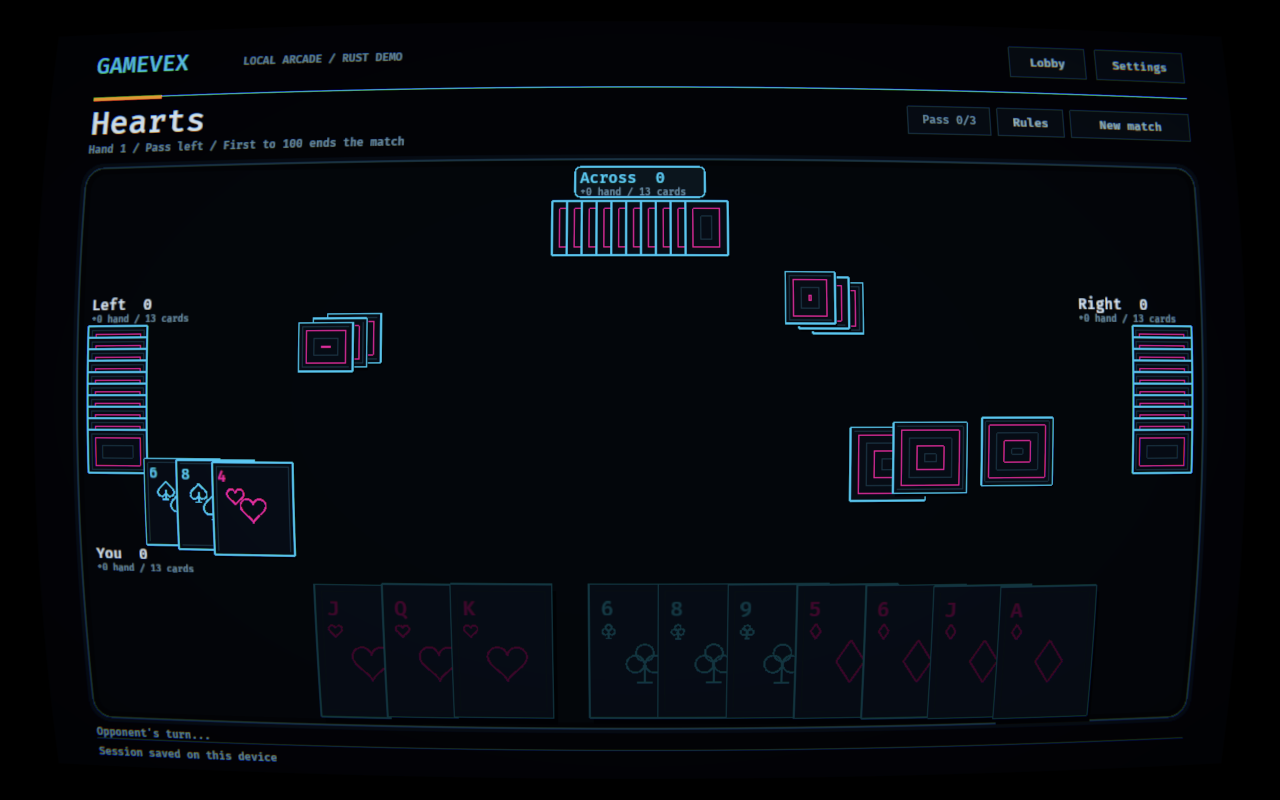 GAMEVEX
LOCAL ARCADE / RUST DEMO
Lobby
Settings
Hearts
Hand 1 / Pass left / First to 100 ends the match
Pass 0/3
Rules
New match
Across 0
+0 hand / 13 cards
Left 0
+0 hand / 13 cards
Right 0
+0 hand / 13 cards
6
8
4
You 0
+0 hand / 13 cards
J
Q
K
6
8
9
5
6
J
A
Opponent's turn...
Session saved on this device